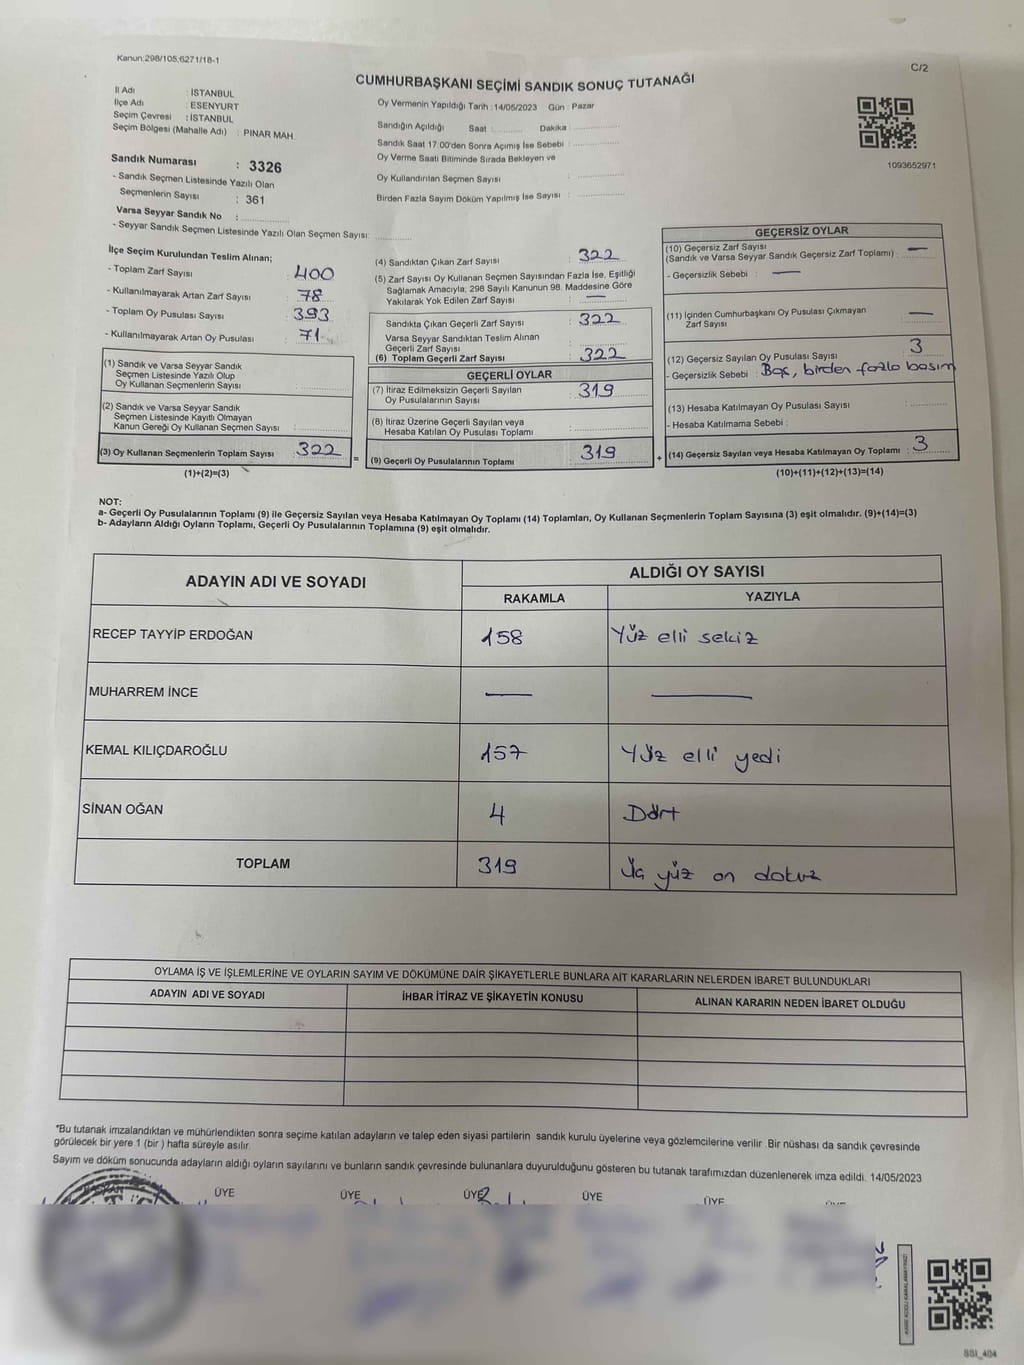 Kanun:298/105;6271/18-1
C/2
CUMHURBAŞKANI SEÇİMİ SANDIK SONUÇ TUTANAĞI
İl Adı : İSTANBUL
İlçe Adı : ESENYURT
Seçim Çevresi : İSTANBUL
Seçim Bölgesi (Mahalle Adı) : PINAR MAH.
Sandık Numarası : 3326
- Sandık Seçmen Listesinde Yazılı Olan
Seçmenlerin Sayısı : 361
Varsa Seyyar Sandık No :
- Seyyar Sandık Seçmen Listesinde Yazılı Olan Seçmen Sayısı:
Oy Vermenin Yapıldığı Tarih : 14/05/2023 Gün : Pazar
Sandığın Açıldığı Saat : Dakika :
Sandık Saat 17:00'den Sonra Açılmış İse Sebebi :
Oy Verme Saati Bitiminde Sırada Bekleyen ve
Oy Kullandırılan Seçmen Sayısı :
Birden Fazla Sayım Döküm Yapılmış İse Sayısı :
1093652971
İlçe Seçim Kurulundan Teslim Alınan;
- Toplam Zarf Sayısı : 400
- Kullanılmayarak Artan Zarf Sayısı : 78
- Toplam Oy Pusulası Sayısı : 393
- Kullanılmayarak Artan Oy Pusulası : 71
(1) Sandık ve Varsa Seyyar Sandık
Seçmen Listesinde Yazılı Olup
Oy Kullanan Seçmenlerin Sayısı :
(2) Sandık ve Varsa Seyyar Sandık
Seçmen Listesinde Kayıtlı Olmayan
Kanun Gereği Oy Kullanan Seçmen Sayısı :
(3) Oy Kullanan Seçmenlerin Toplam Sayısı : 322
(1)+(2)=(3)
(4) Sandıktan Çıkan Zarf Sayısı : 322
(5) Zarf Sayısı Oy Kullanan Seçmen Sayısından Fazla İse, Eşitliği
Sağlamak Amacıyla; 298 Sayılı Kanunun 98. Maddesine Göre
Yakılarak Yok Edilen Zarf Sayısı : —
Sandıkta Çıkan Geçerli Zarf Sayısı : 322
Varsa Seyyar Sandıktan Teslim Alınan
Geçerli Zarf Sayısı :
(6) Toplam Geçerli Zarf Sayısı : 322
GEÇERLİ OYLAR
(7) İtiraz Edilmeksizin Geçerli Sayılan
Oy Pusulalarının Sayısı : 319
(8) İtiraz Üzerine Geçerli Sayılan veya
Hesaba Katılan Oy Pusulası Toplamı :
= (9) Geçerli Oy Pusulalarının Toplamı : 319 +
GEÇERSİZ OYLAR
(10) Geçersiz Zarf Sayısı
(Sandık ve Varsa Seyyar Sandık Geçersiz Zarf Toplamı) : —
- Geçersizlik Sebebi : —
(11) İçinden Cumhurbaşkanı Oy Pusulası Çıkmayan
Zarf Sayısı : —
(12) Geçersiz Sayılan Oy Pusulası Sayısı : 3
- Geçersizlik Sebebi : Boş, birden fazla basım
(13) Hesaba Katılmayan Oy Pusulası Sayısı :
- Hesaba Katılmama Sebebi :
(14) Geçersiz Sayılan veya Hesaba Katılmayan Oy Toplamı : 3
(10)+(11)+(12)+(13)=(14)
NOT:
a- Geçerli Oy Pusulalarının Toplamı (9) ile Geçersiz Sayılan veya Hesaba Katılmayan Oy Toplamı (14) Toplamları, Oy Kullanan Seçmenlerin Toplam Sayısına (3) eşit olmalıdır. (9)+(14)=(3)
b- Adayların Aldığı Oyların Toplamı, Geçerli Oy Pusulalarının Toplamına (9) eşit olmalıdır.
ADAYIN ADI VE SOYADI
ALDIĞI OY SAYISI
RAKAMLA YAZIYLA
RECEP TAYYİP ERDOĞAN 158 Yüz elli sekiz
MUHARREM İNCE — —
KEMAL KILIÇDAROĞLU 157 Yüz elli yedi
SİNAN OĞAN 4 Dört
TOPLAM 319 Üç yüz on dokuz
OYLAMA İŞ VE İŞLEMLERİNE VE OYLARIN SAYIM VE DÖKÜMÜNE DAİR ŞİKAYETLERLE BUNLARA AİT KARARLARIN NELERDEN İBARET BULUNDUKLARI
ADAYIN ADI VE SOYADI İHBAR İTİRAZ VE ŞİKAYETİN KONUSU ALINAN KARARIN NEDEN İBARET OLDUĞU
*Bu tutanak imzalandıktan ve mühürlendikten sonra seçime katılan adayların ve talep eden siyasi partilerin sandık kurulu üyelerine veya gözlemcilerine verilir .Bir nüshası da sandık çevresinde
görülecek bir yere 1 (bir ) hafta süreyle asılır.
Sayım ve döküm sonucunda adayların aldığı oyların sayılarını ve bunların sandık çevresinde bulunanlara duyurulduğunu gösteren bu tutanak tarafımızdan düzenlenerek imza edildi. 14/05/2023
ÜYE ÜYE ÜYE ÜYE ÜYE
KARE KODU KARALAMAYINIZ!
SSI_404